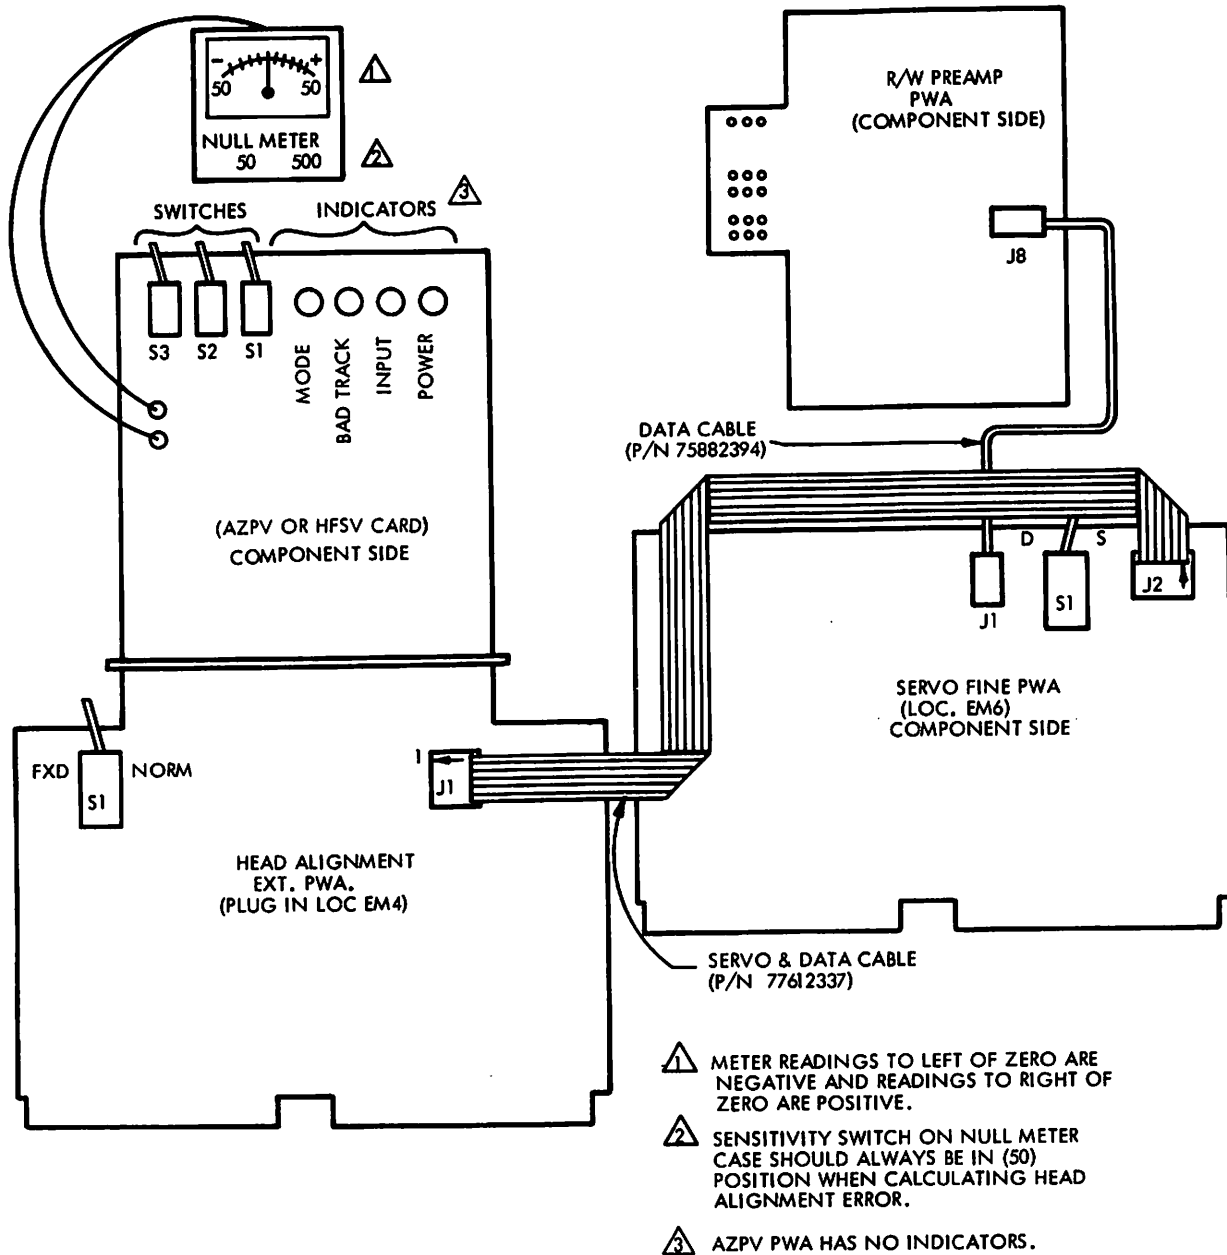 - +
50 50
NULL METER
50 500
1
2
3
SWITCHES
INDICATORS
S3 S2 S1
MODE
BAD TRACK
INPUT
POWER
(AZPV OR HFSV CARD)
COMPONENT SIDE
R/W PREAMP
PWA
(COMPONENT SIDE)
J8
DATA CABLE
(P/N 75882394)
D S
J1
S1
J2
SERVO FINE PWA
(LOC. EM6)
COMPONENT SIDE
FXD NORM
S1
1
J1
HEAD ALIGNMENT
EXT. PWA.
(PLUG IN LOC EM4)
SERVO & DATA CABLE
(P/N 77612337)
1 METER READINGS TO LEFT OF ZERO ARE
NEGATIVE AND READINGS TO RIGHT OF
ZERO ARE POSITIVE.
2 SENSITIVITY SWITCH ON NULL METER
CASE SHOULD ALWAYS BE IN (50)
POSITION WHEN CALCULATING HEAD
ALIGNMENT ERROR.
3 AZPV PWA HAS NO INDICATORS.